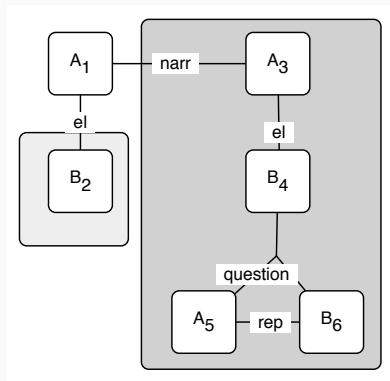 A1 narr A3
el
el
B2 B4
question
A5 rep B6